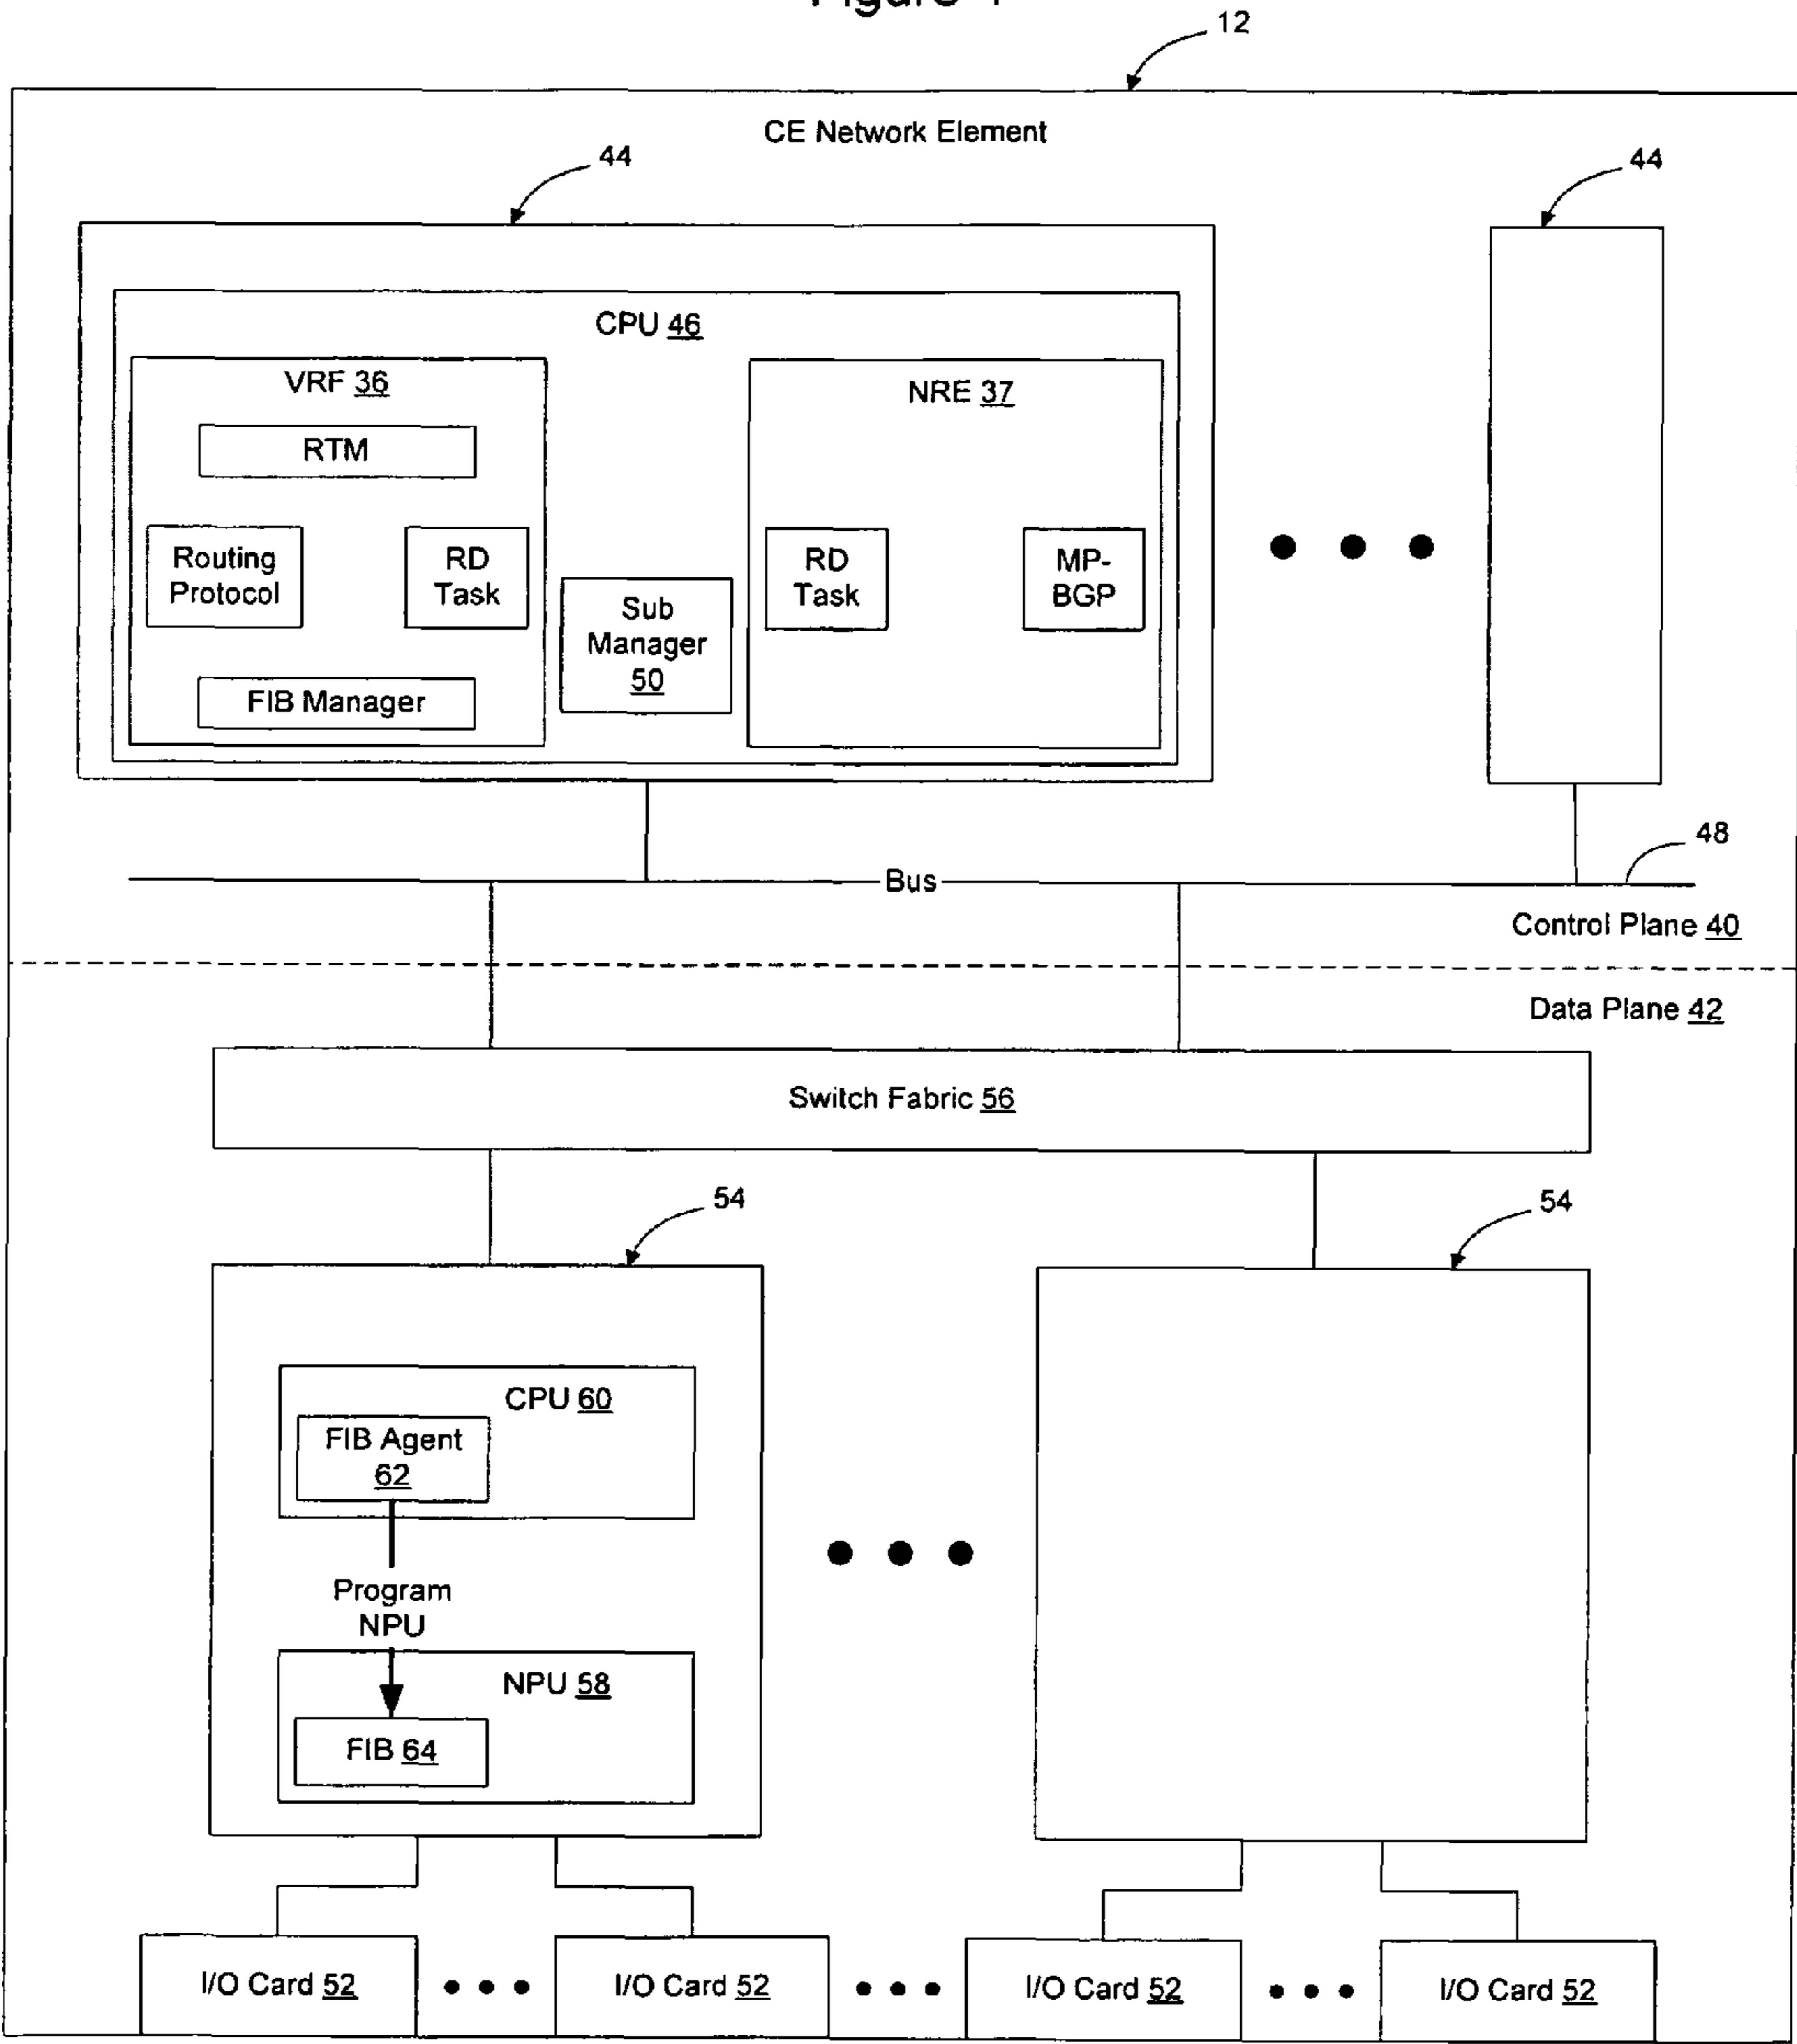 12
CE Network Element
44
44
CPU 46
VRF 36
NRE 37
RTM
Routing
Protocol
RD
Task
RD
Task
MP-
BGP
Sub
Manager
50
FIB Manager
48
Bus
Control Plane 40
Data Plane 42
Switch Fabric 56
54
54
CPU 60
FIB Agent
62
Program
NPU
NPU 58
FIB 64
I/O Card 52
I/O Card 52
I/O Card 52
I/O Card 52